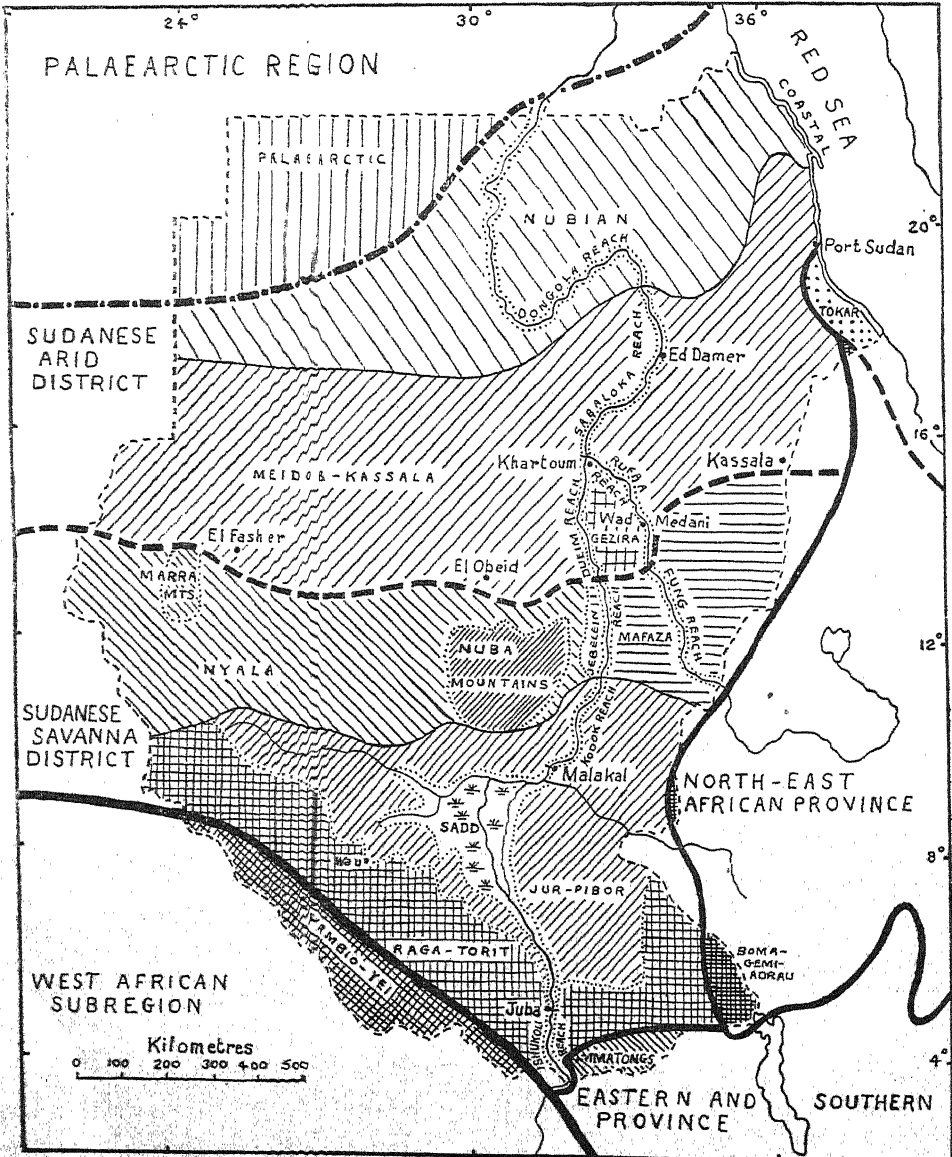 24°
30°
36°
PALAEARCTIC REGION
RED SEA
COASTAL
PALAEARCTIC
NUBIAN
20°
Port Sudan
DONGOLA REACH
TOKAR
SUDANESE
ARID
DISTRICT
Ed Damer
SABALOKA REACH
16°
Khartoum
RUFAA
REACH
Kassala
MEIDOB-KASSALA
DUEIM REACH
Wad Medani
GEZIRA
El Fasher
El Obeid
MARRA
MTS.
JEBELEIN REACH
FUNG REACH
MAFAZA
12°
NUBA
MOUNTAINS
NYALA
SUDANESE
SAVANNA
DISTRICT
KODOK REACH
Malakal
NORTH-EAST
AFRICAN PROVINCE
SADD
8°
JUR-PIBOR
YAMBIO-YEI
RAGA-TORIT
BOMA-
GEMI-
ADRAU
WEST AFRICAN
SUBREGION
Juba
REACH
Kilometres
0 100 200 300 400 500
IMATONGS
4°
EASTERN AND SOUTHERN
PROVINCE